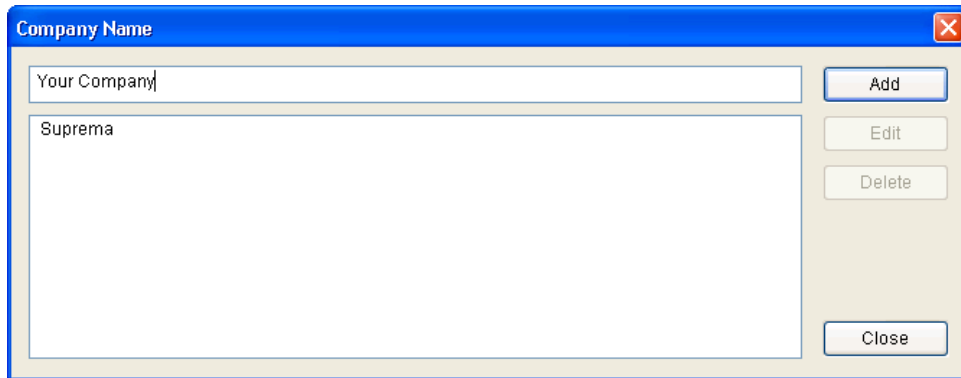 Company Name
Your Company
Add
Suprema
Edit
Delete
Close